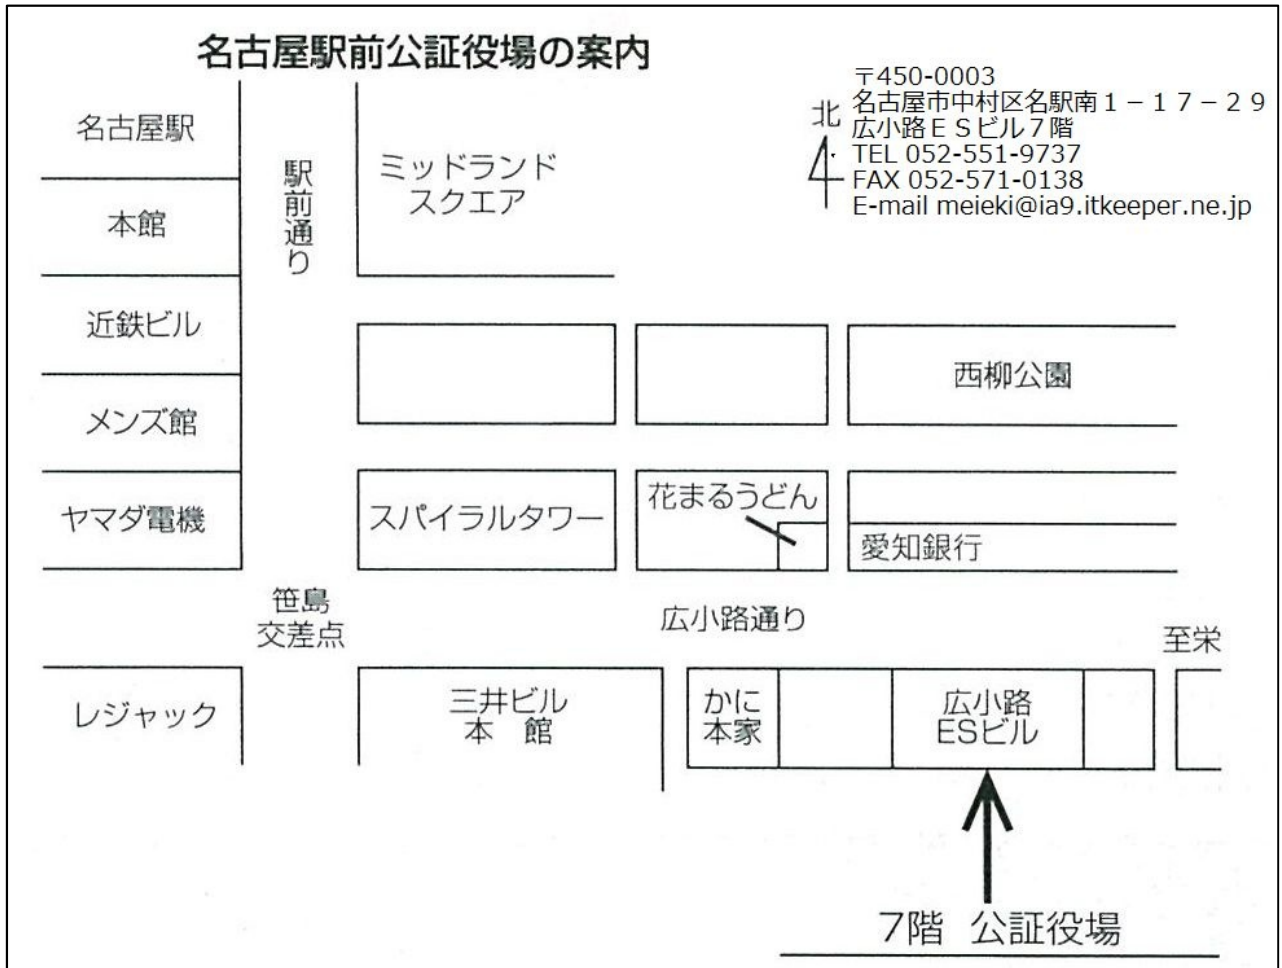 名古屋駅前公証役場の案内
〒450-0003
名古屋市中村区名駅南１－１７－２９
広小路ＥＳビル７階
TEL 052-551-9737
FAX 052-571-0138
E-mail meieki@ia9.itkeeper.ne.jp
北
名古屋駅
本館
近鉄ビル
メンズ館
ヤマダ電機
駅前通り
ミッドランド
スクエア
西柳公園
スパイラルタワー
花まるうどん
愛知銀行
笹島
交差点
広小路通り
至栄
レジャック
三井ビル
本　館
かに
本家
広小路
ESビル
7階　公証役場